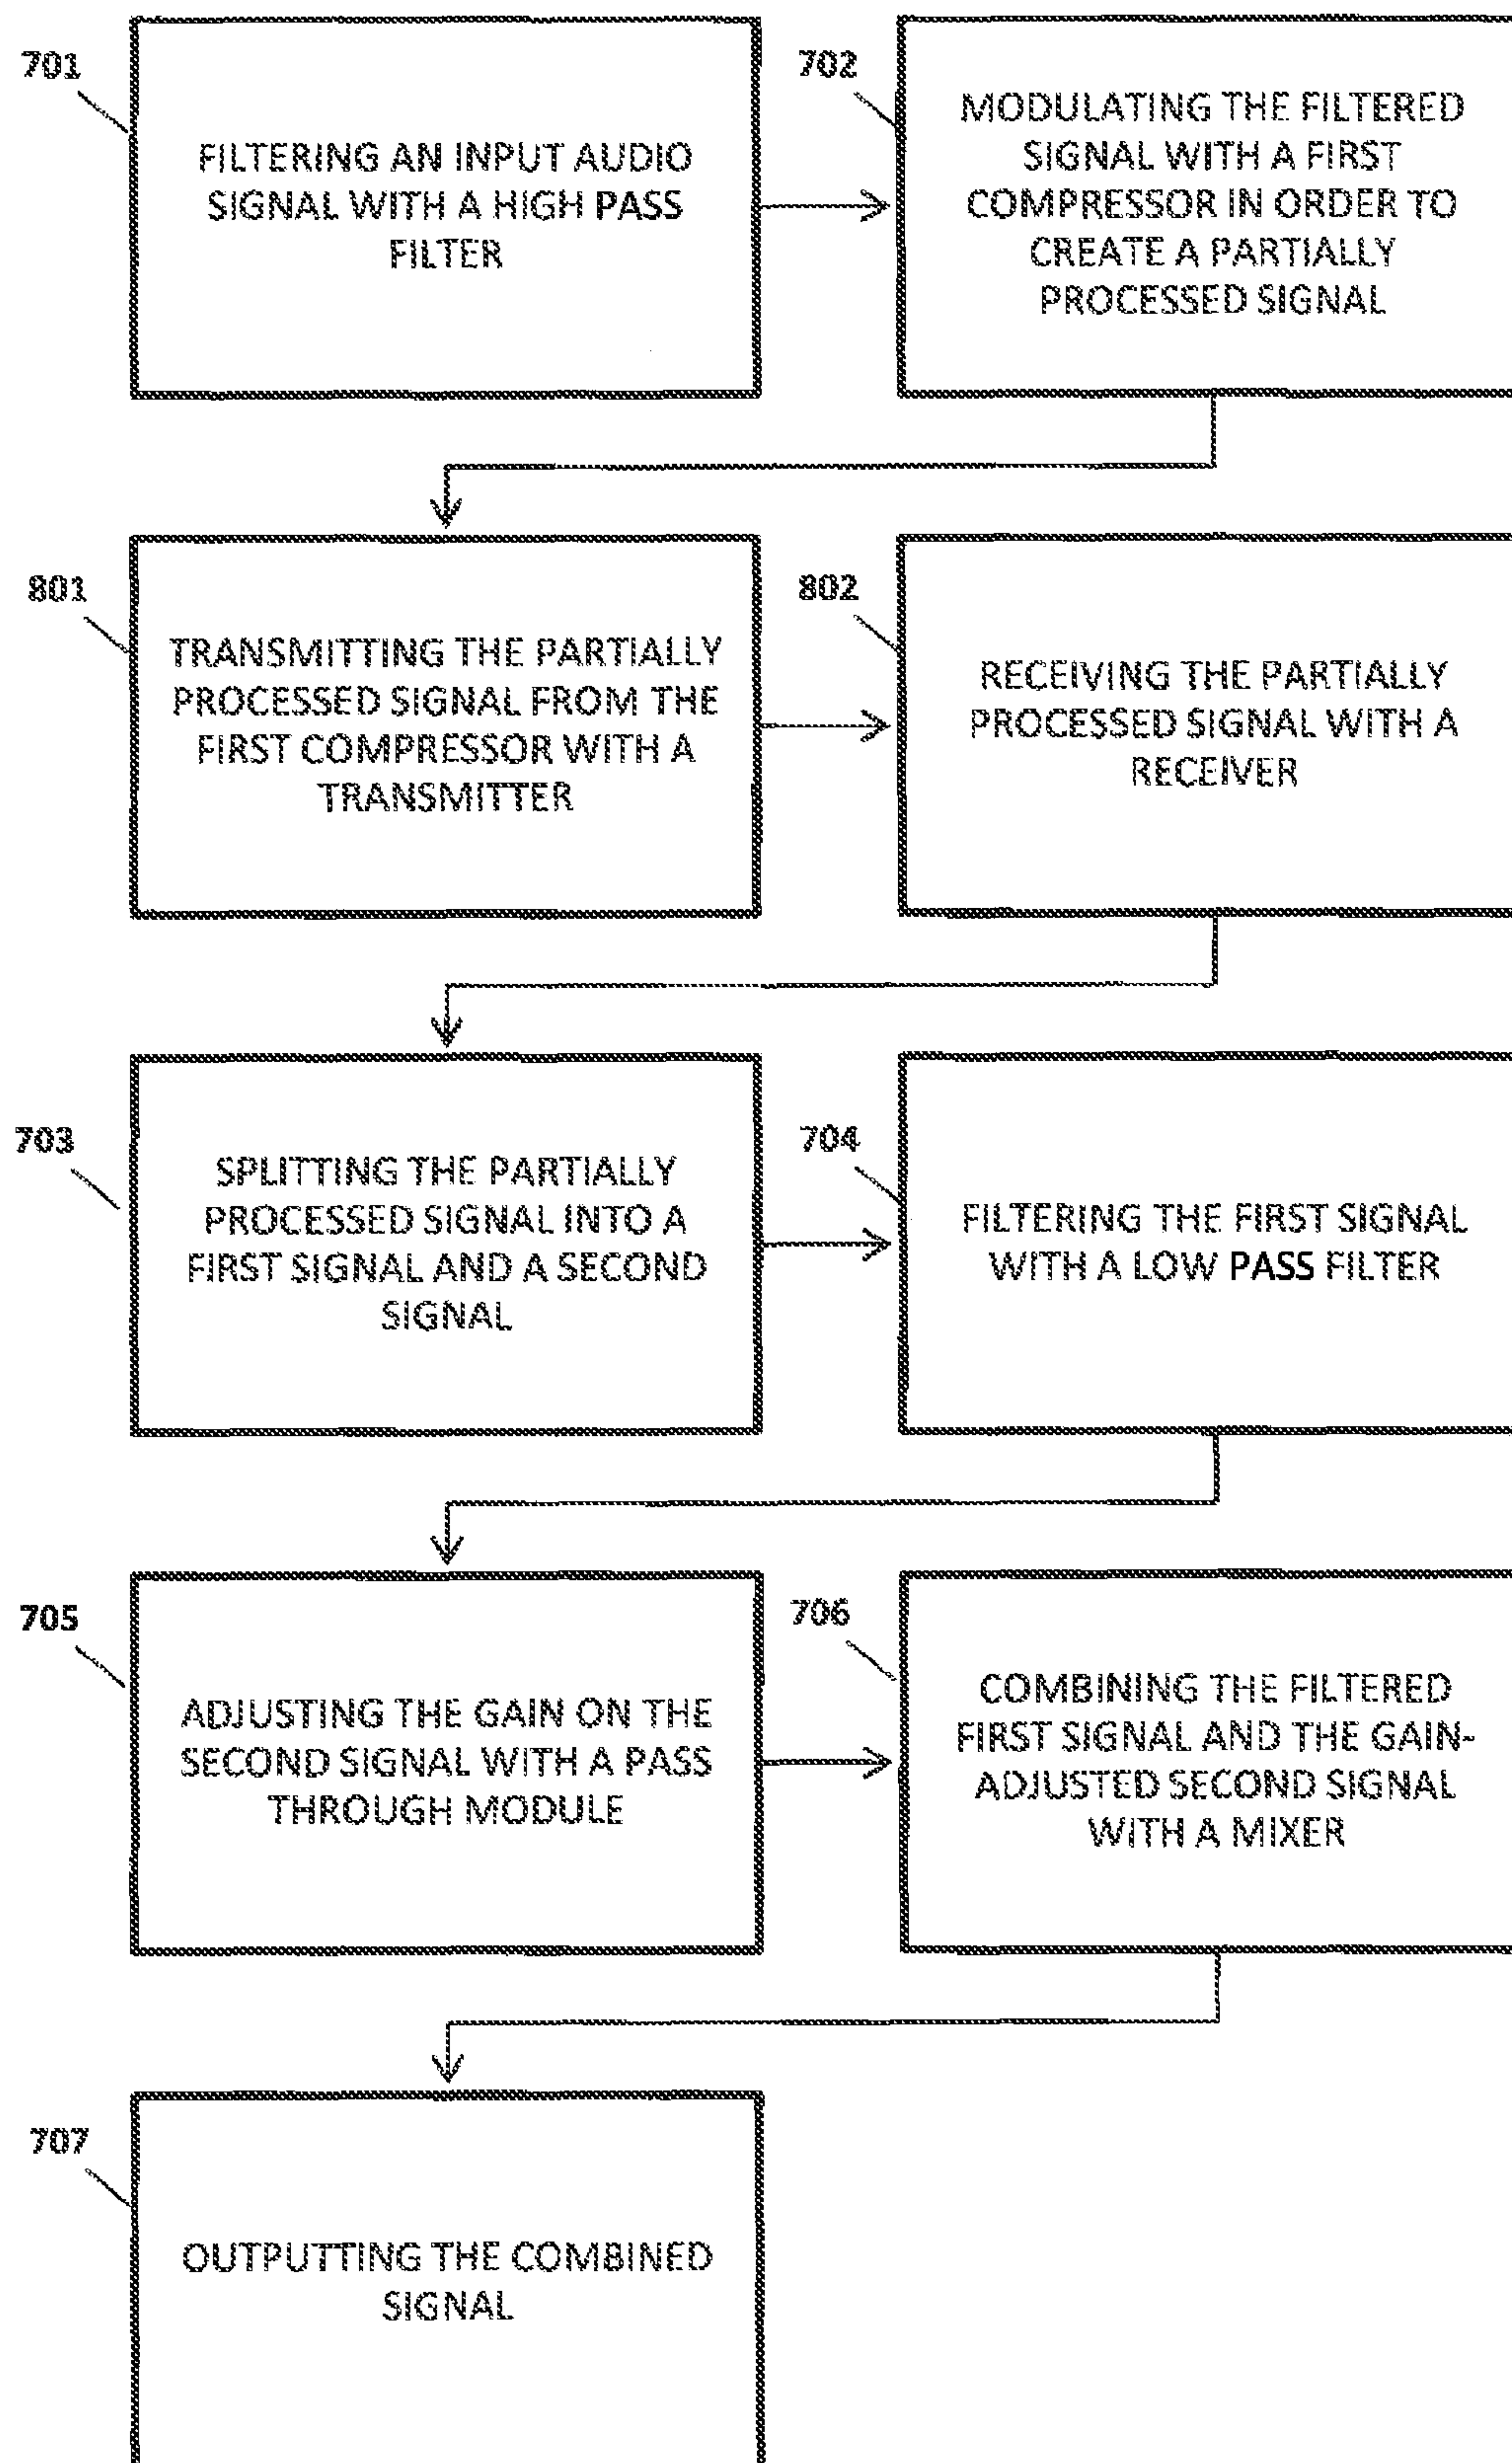 701
FILTERING AN INPUT AUDIO
SIGNAL WITH A HIGH PASS
FILTER
702
MODULATING THE FILTERED
SIGNAL WITH A FIRST
COMPRESSOR IN ORDER TO
CREATE A PARTIALLY
PROCESSED SIGNAL
801
TRANSMITTING THE PARTIALLY
PROCESSED SIGNAL FROM THE
FIRST COMPRESSOR WITH A
TRANSMITTER
802
RECEIVING THE PARTIALLY
PROCESSED SIGNAL WITH A
RECEIVER
703
SPLITTING THE PARTIALLY
PROCESSED SIGNAL INTO A
FIRST SIGNAL AND A SECOND
SIGNAL
704
FILTERING THE FIRST SIGNAL
WITH A LOW PASS FILTER
705
ADJUSTING THE GAIN ON THE
SECOND SIGNAL WITH A PASS
THROUGH MODULE
706
COMBINING THE FILTERED
FIRST SIGNAL AND THE GAIN-
ADJUSTED SECOND SIGNAL
WITH A MIXER
707
OUTPUTTING THE COMBINED
SIGNAL